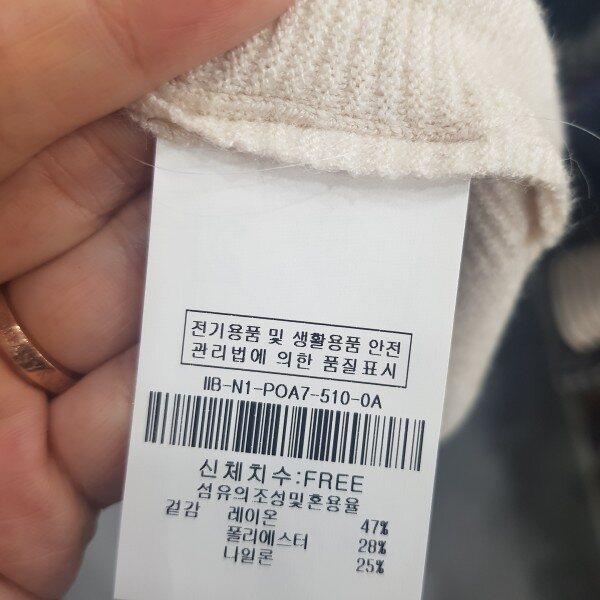 전기용품 및 생활용품 안전
관리법에 의한 품질표시
IIB-N1-POA7-510-0A
신체치수:FREE
섬유의조성및혼용율
겉감 레이온 47%
폴리에스터 28%
나일론 25%